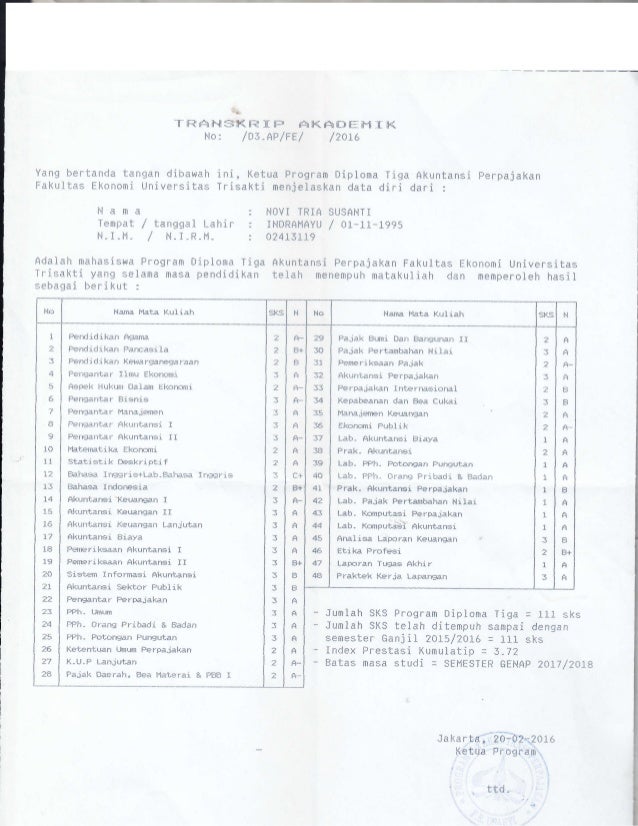 TRANSKRIP AKADEMIK
No: /D3.AP/FE/ /2016
Yang bertanda tangan dibawah ini, Ketua Program Diploma Tiga Akuntansi Perpajakan
Fakultas Ekonomi Universitas Trisakti menjelaskan data diri dari :
N a m a : NOVI TRIA SUSANTI
Tempat / tanggal Lahir : INDRAMAYU / 01-11-1995
N.I.M. / N.I.R.M. : 02413119
Adalah mahasiswa Program Diploma Tiga Akuntansi Perpajakan Fakultas Ekonomi Universitas
Trisakti yang selama masa pendidikan telah menempuh matakuliah dan memperoleh hasil
sebagai berikut :
No Nama Mata Kuliah SKS N
1 Pendidikan Agama 2 A-
2 Pendidikan Pancasila 2 B+
3 Pendidikan Kewarganegaraan 2 B
4 Pengantar Ilmu Ekonomi 3 A
5 Aspek Hukum Dalam Ekonomi 2 A-
6 Pengantar Bisnis 3 A-
7 Pengantar Manajemen 3 A
8 Pengantar Akuntansi I 3 A
9 Pengantar Akuntansi II 3 A-
10 Matematika Ekonomi 2 A
11 Statistik Deskriptif 2 A
12 Bahasa Inggris+Lab.Bahasa Inggris 3 C+
13 Bahasa Indonesia 2 B+
14 Akuntansi Keuangan I 3 A-
15 Akuntansi Keuangan II 3 A
16 Akuntansi Keuangan Lanjutan 3 A
17 Akuntansi Biaya 3 A
18 Pemeriksaan Akuntansi I 3 A
19 Pemeriksaan Akuntansi II 3 B+
20 Sistem Informasi Akuntansi 3 B
21 Akuntansi Sektor Publik 3 B
22 Pengantar Perpajakan 3 A
23 PPh. Umum 3 A
24 PPh. Orang Pribadi & Badan 3 A
25 PPh. Potongan Pungutan 3 A
26 Ketentuan Umum Perpajakan 2 A
27 K.U.P Lanjutan 2 A-
28 Pajak Daerah, Bea Materai & PBB I 2 A-
No Nama Mata Kuliah SKS N
29 Pajak Bumi Dan Bangunan II 2 A
30 Pajak Pertambahan Nilai 3 A
31 Pemeriksaan Pajak 2 A-
32 Akuntansi Perpajakan 3 A
33 Perpajakan Internasional 2 B
34 Kepabeanan dan Bea Cukai 3 B
35 Manajemen Keuangan 2 A
36 Ekonomi Publik 2 A-
37 Lab. Akuntansi Biaya 1 A
38 Prak. Akuntansi 2 A
39 Lab. PPh. Potongan Pungutan 1 A
40 Lab. PPh. Orang Pribadi & Badan 1 A
41 Prak. Akuntansi Perpajakan 1 B
42 Lab. Pajak Pertambahan Nilai 1 A
43 Lab. Komputasi Perpajakan 1 A
44 Lab. Komputasi Akuntansi 1 A
45 Analisa Laporan Keuangan 3 B
46 Etika Profesi 2 B+
47 Laporan Tugas Akhir 1 A
48 Praktek Kerja Lapangan 3 A
- Jumlah SKS Program Diploma Tiga = 111 sks
- Jumlah SKS telah ditempuh sampai dengan
semester Ganjil 2015/2016 = 111 sks
- Index Prestasi Kumulatip = 3.72
- Batas masa studi = SEMESTER GENAP 2017/2018
Jakarta, 20-02-2016
Ketua Program
ttd.